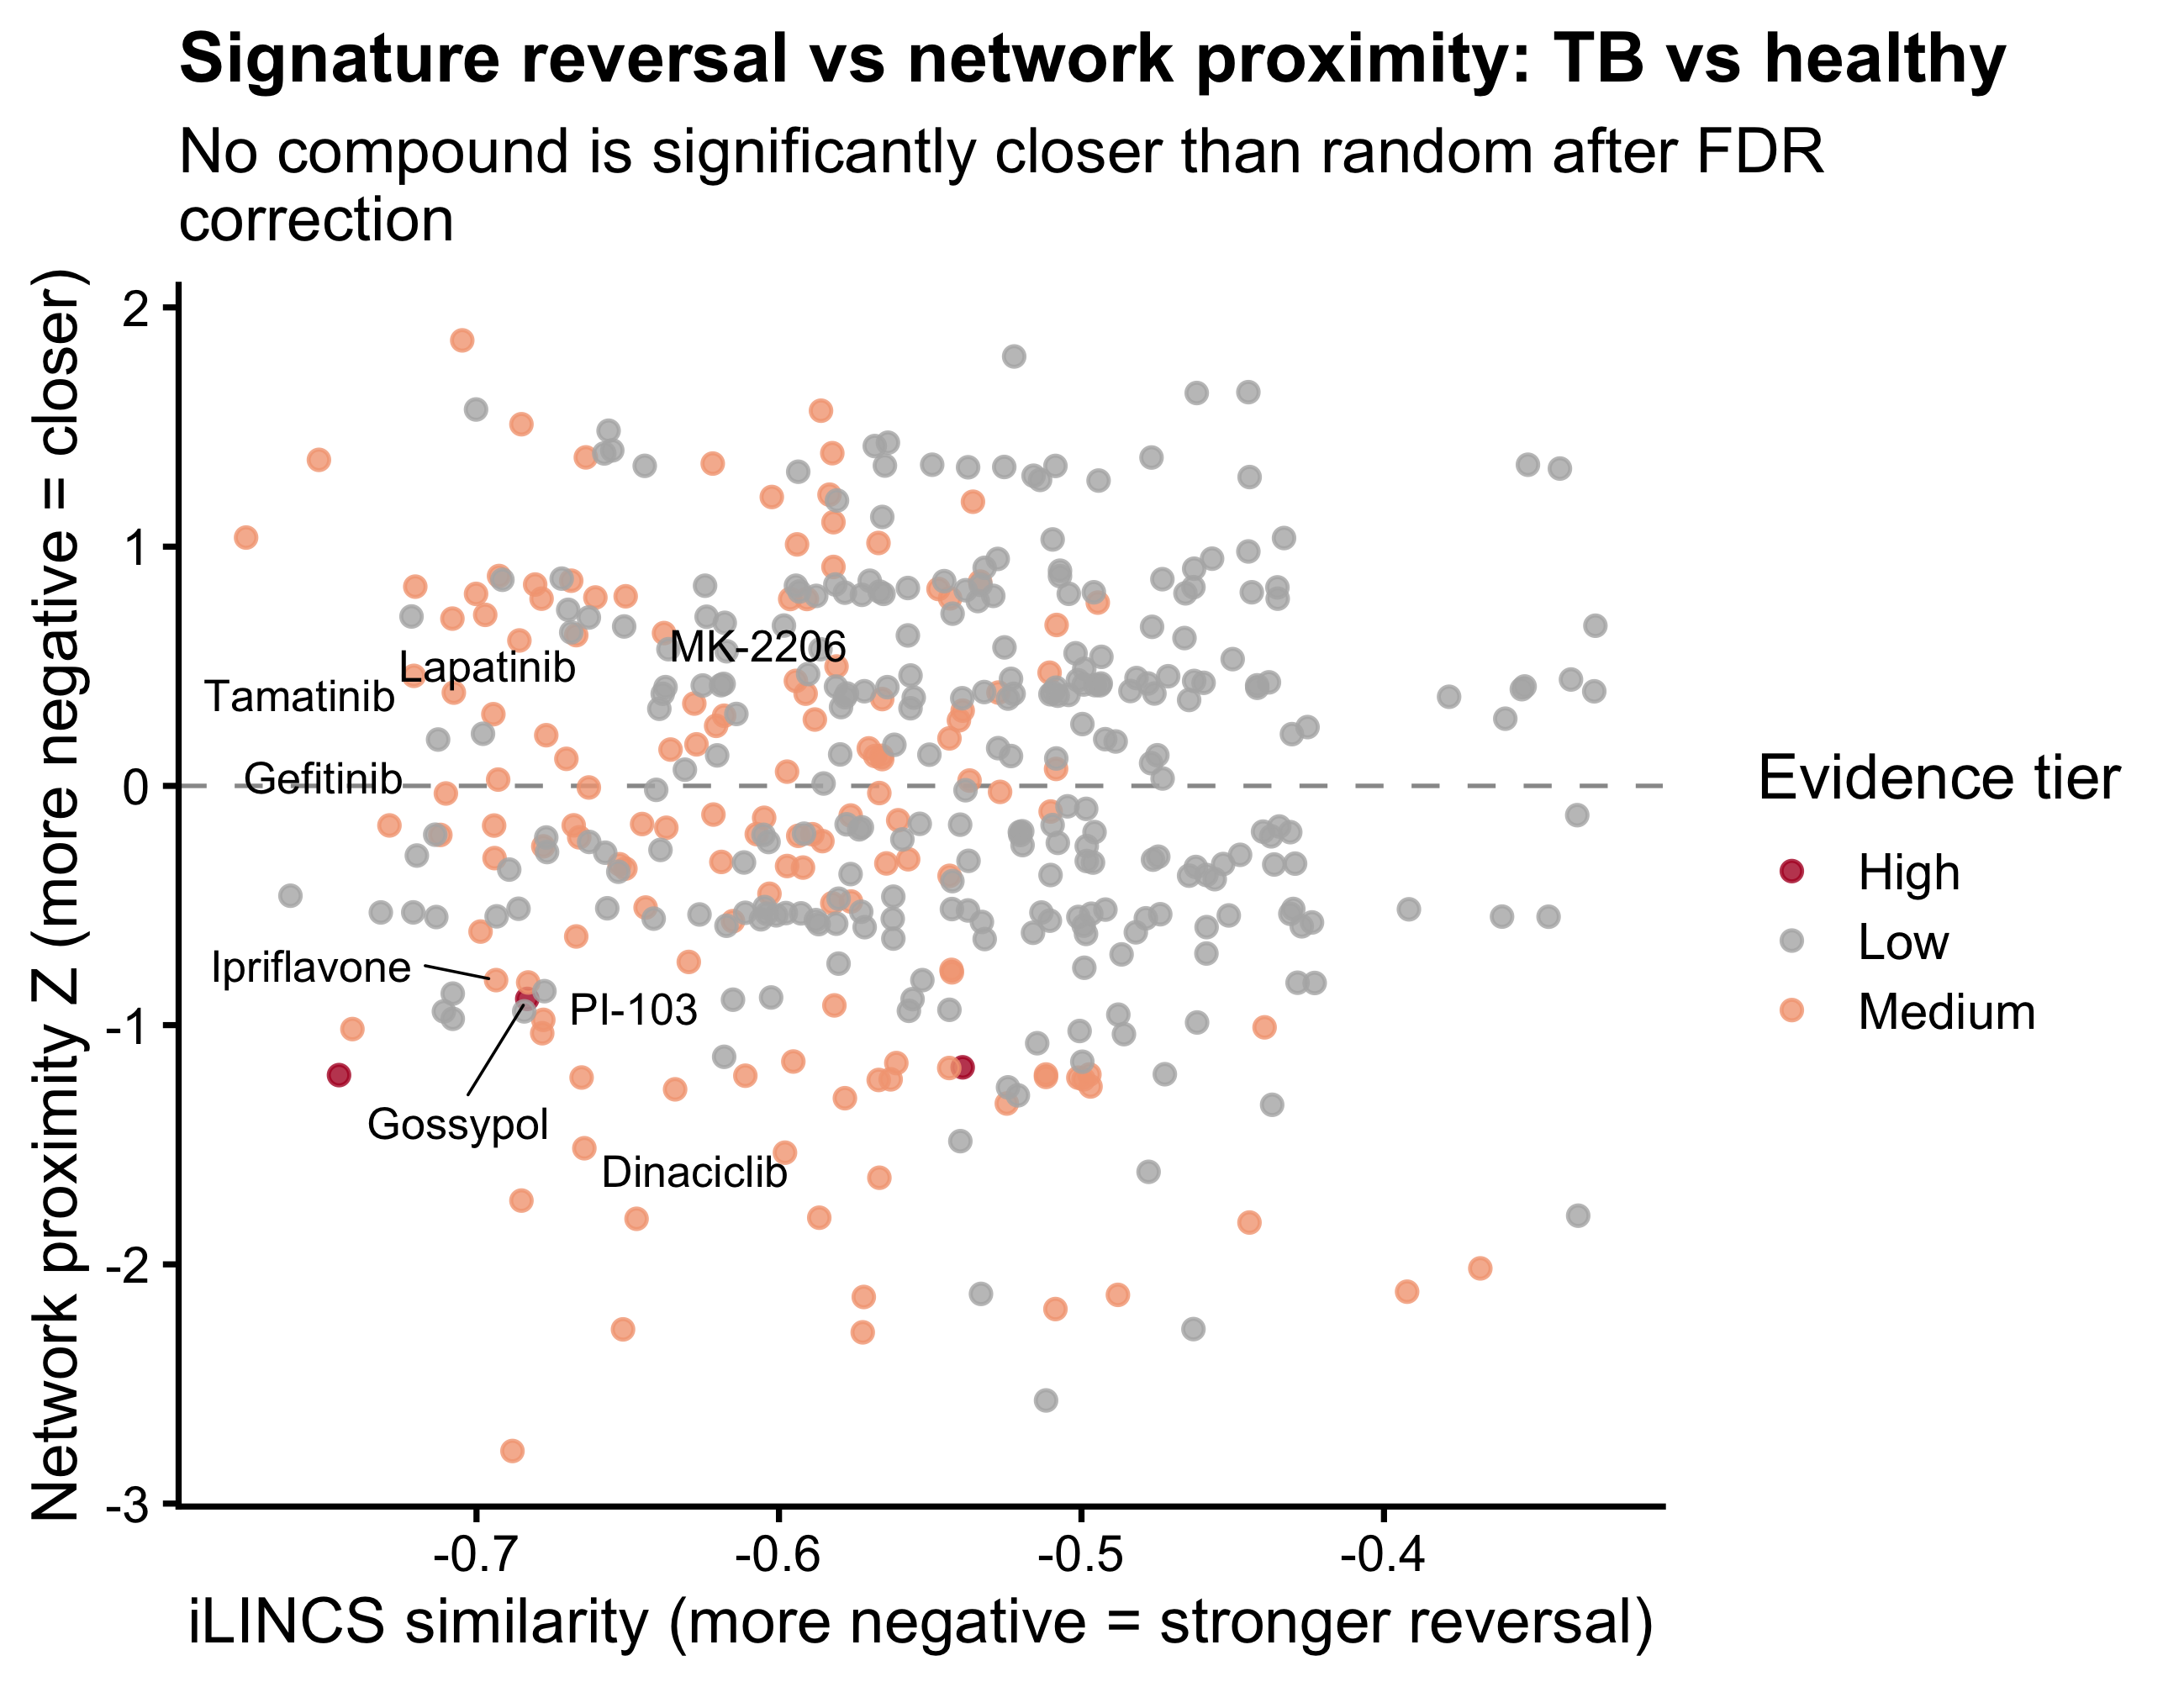 Signature reversal vs network proximity: TB vs healthy
No compound is significantly closer than random after FDR
correction
Network proximity Z (more negative = closer)
2
1
0
-1
-2
-3
MK-2206
Lapatinib
Tamatinib
Gefitinib
Ipriflavone
PI-103
Gossypol
Dinaciclib
-0.7
-0.6
-0.5
-0.4
iLINCS similarity (more negative = stronger reversal)
Evidence tier
High
Low
Medium